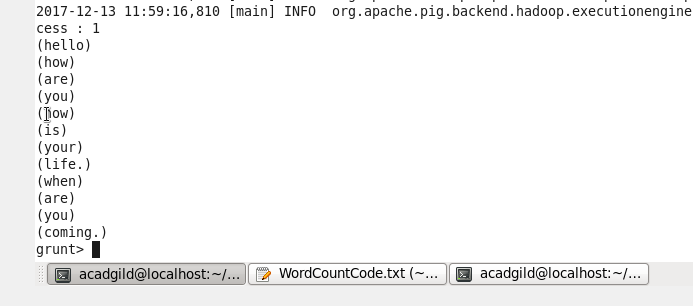 2017-12-13 11:59:16,810 [main] INFO  org.apache.pig.backend.hadoop.executionengine
cess : 1
(hello)
(how)
(are)
(you)
(how)
(is)
(your)
(life.)
(when)
(are)
(you)
(coming.)
grunt>
acadgild@localhost:~/... WordCountCode.txt (~... acadgild@localhost:~/...